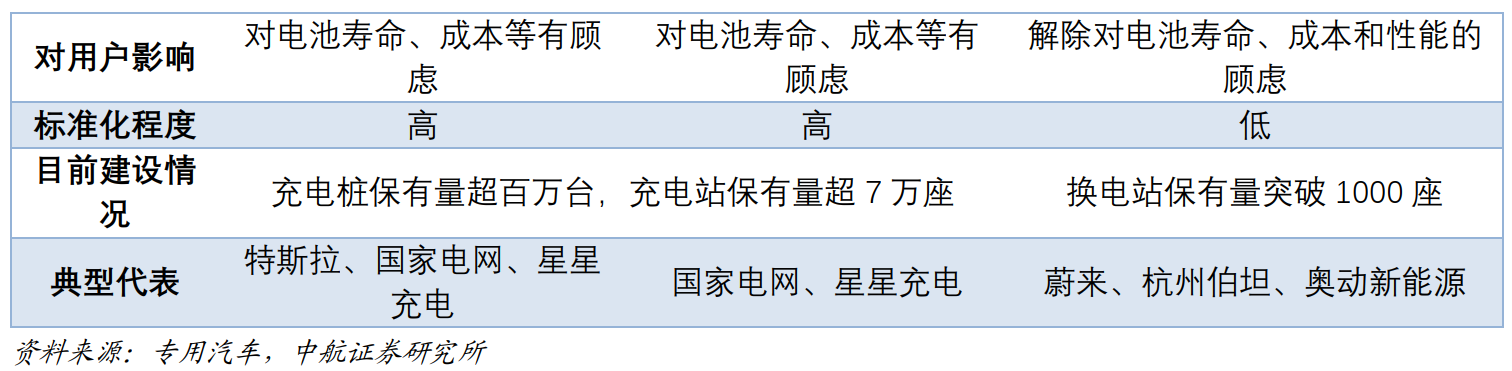 对用户影响 对电池寿命、成本等有顾虑 对电池寿命、成本等有顾虑 解除对电池寿命、成本和性能的顾虑
标准化程度 高 高 低
目前建设情况 充电桩保有量超百万台，充电站保有量超 7 万座 换电站保有量突破 1000 座
典型代表 特斯拉、国家电网、星星充电 国家电网、星星充电 蔚来、杭州伯坦、奥动新能源
资料来源：专用汽车，中航证券研究所